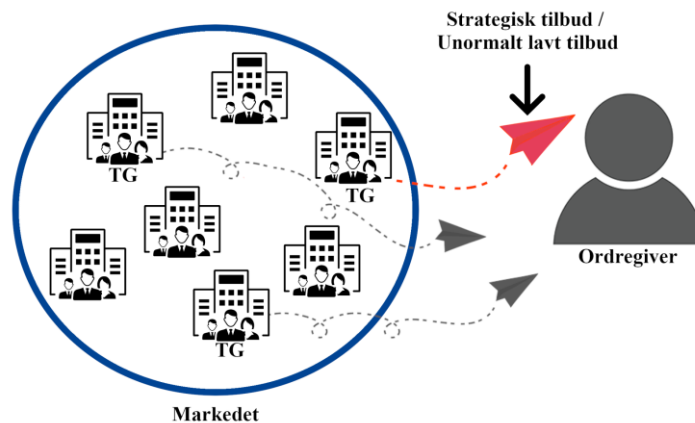 Strategisk tilbud /
Unormalt lavt tilbud
TG
TG
Ordregiver
TG
Markedet